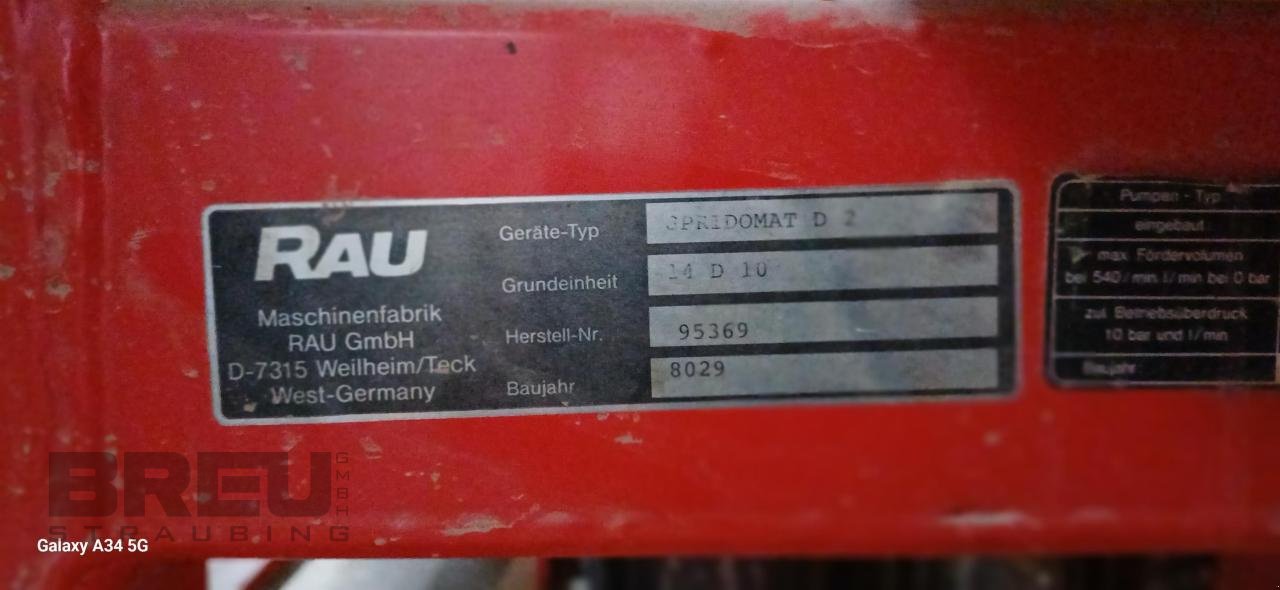 RAU
Maschinenfabrik
RAU GmbH
D-7315 Weilheim/Teck
West-Germany
Geräte-Typ SPRIDOMAT D 2
Grundeinheit 14 D 10
Herstell-Nr. 95369
Baujahr 8029
Pumpen - Typ
eingebaut
max. Fördervolumen
bei 540/min. l/min bei 0 bar
zul. Betriebsüberdruck
10 bar und l/min
Baujahr
BREU GMBH
STRAUBING
Galaxy A34 5G